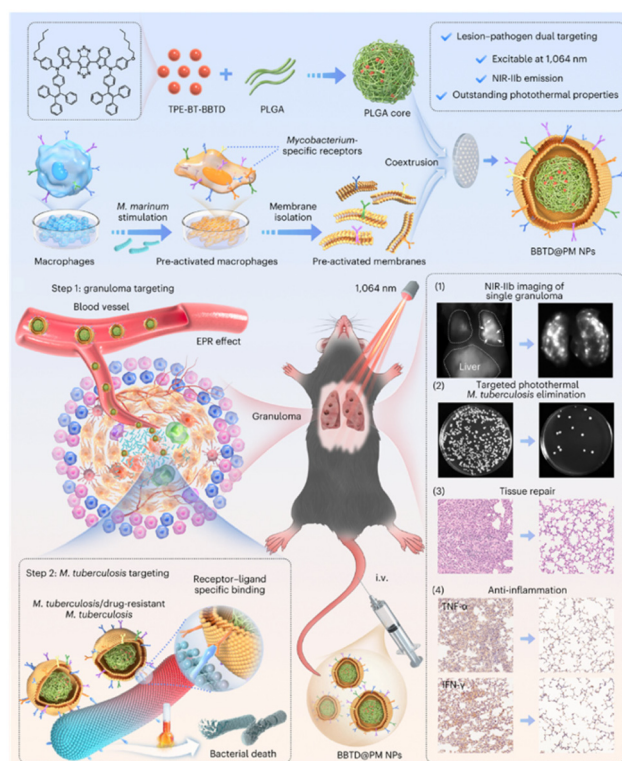 Lesion–pathogen dual targeting
Excitable at 1,064 nm
NIR-IIb emission
Outstanding photothermal properties
TPE-BT-BBTD
+
PLGA
PLGA core
Mycobacterium-
specific receptors
Coextrusion
M. marinum
stimulation
Membrane
isolation
Macrophages
Pre-activated macrophages
Pre-activated membranes
BBTD@PM NPs
Step 1: granuloma targeting
Blood vessel
EPR effect
Granuloma
1,064 nm
(1)
NIR-IIb imaging of
single granuloma
Liver
(2)
Targeted photothermal
M. tuberculosis elimination
(3)
Tissue repair
(4)
Anti-inflammation
TNF-α
IFN-γ
Step 2: M. tuberculosis targeting
Receptor–ligand
specific binding
M. tuberculosis/drug-resistant
M. tuberculosis
Bacterial death
i.v.
BBTD@PM NPs